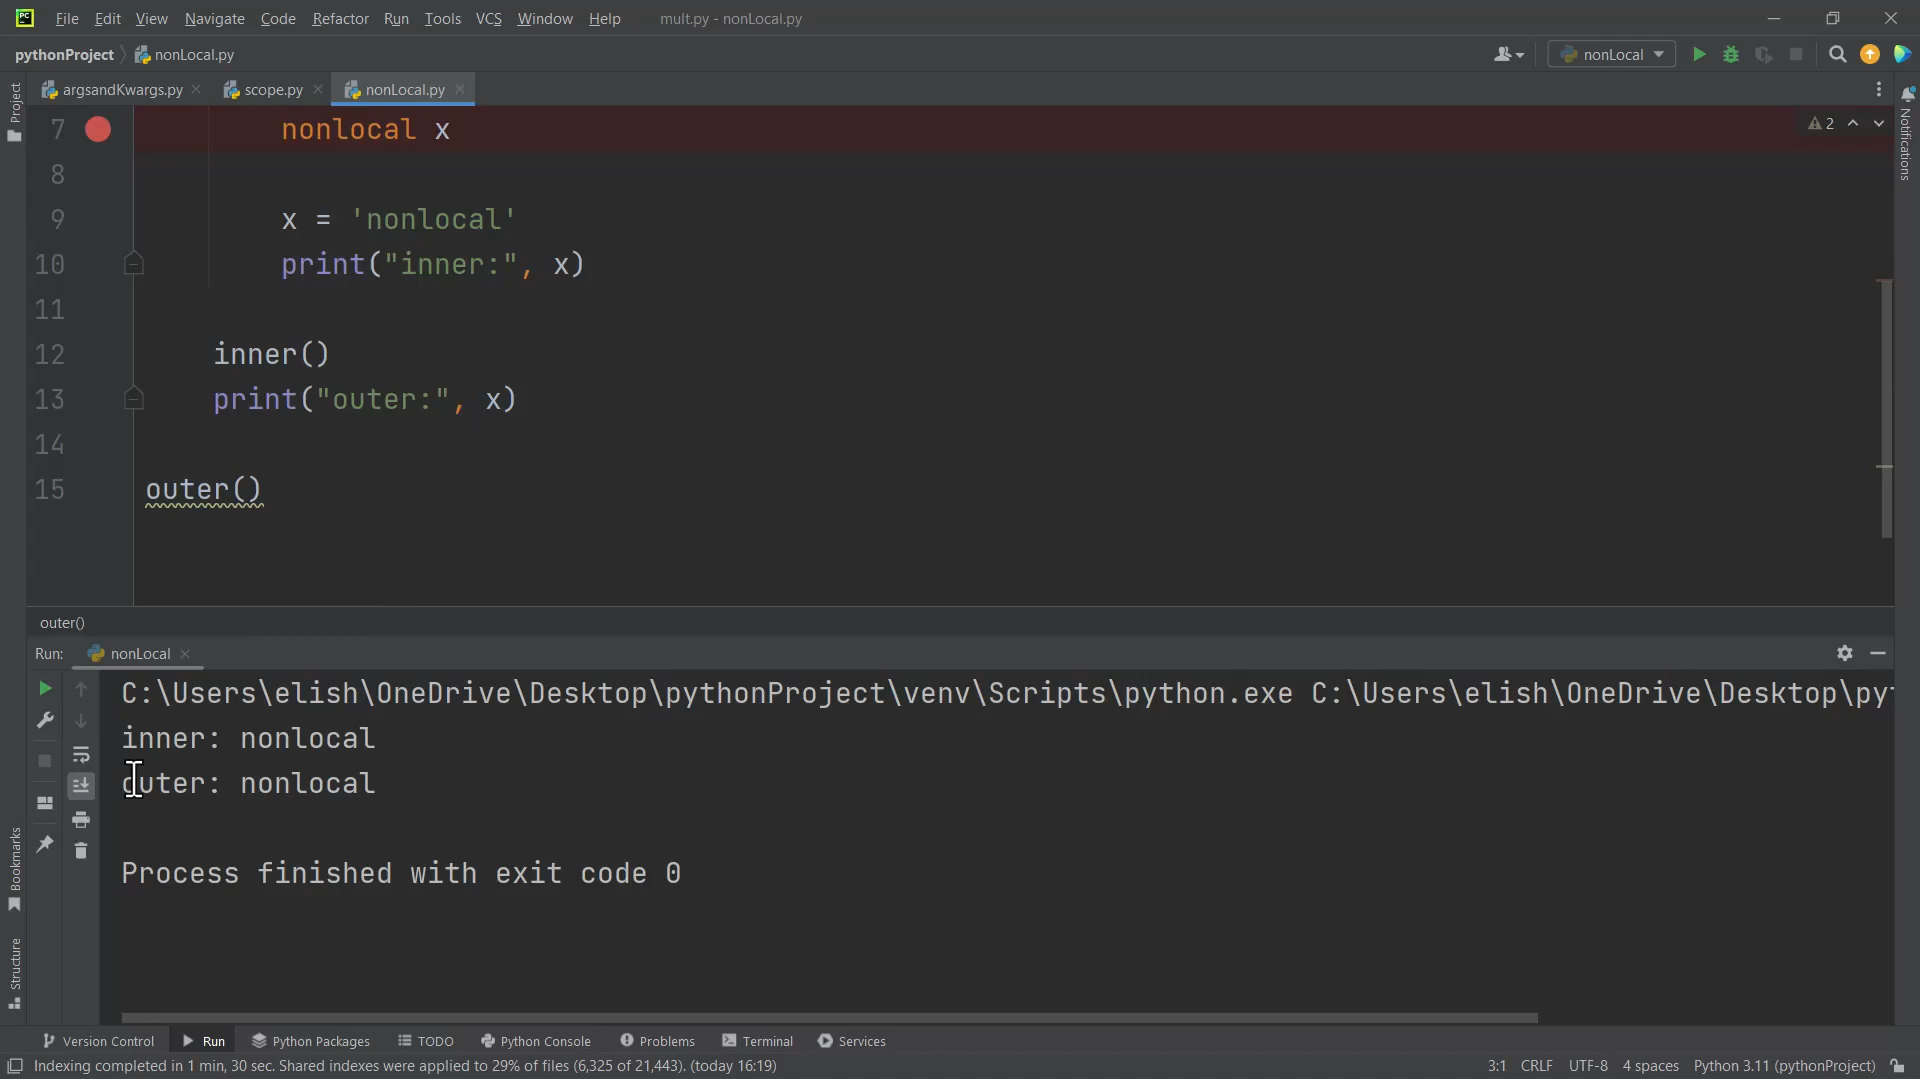 PC
File Edit View Navigate Code Refactor Run Tools VCS Window Help mult.py - nonLocal.py
pythonProject nonLocal.py nonLocal
argsandKwargs.py scope.py nonLocal.py
Project
Notifications
2
7 nonlocal x
8
9 x = 'nonlocal'
10 print("inner:", x)
11
12 inner()
13 print("outer:", x)
14
15 outer()
outer()
Run: nonLocal
C:\Users\elish\OneDrive\Desktop\pythonProject\venv\Scripts\python.exe C:\Users\elish\OneDrive\Desktop\py
inner: nonlocal
outer: nonlocal
Process finished with exit code 0
Bookmarks
Structure
Version Control Run Python Packages TODO Python Console Problems Terminal Services
Indexing completed in 1 min, 30 sec. Shared indexes were applied to 29% of files (6,325 of 21,443). (today 16:19) 3:1 CRLF UTF-8 4 spaces Python 3.11 (pythonProject)